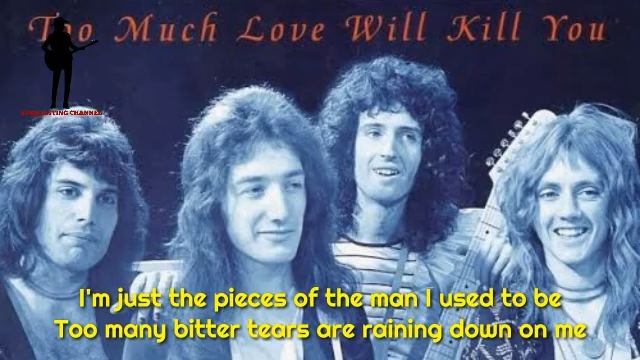 Too Much Love Will Kill You
I'm just the pieces of the man I used to be
Too many bitter tears are raining down on me